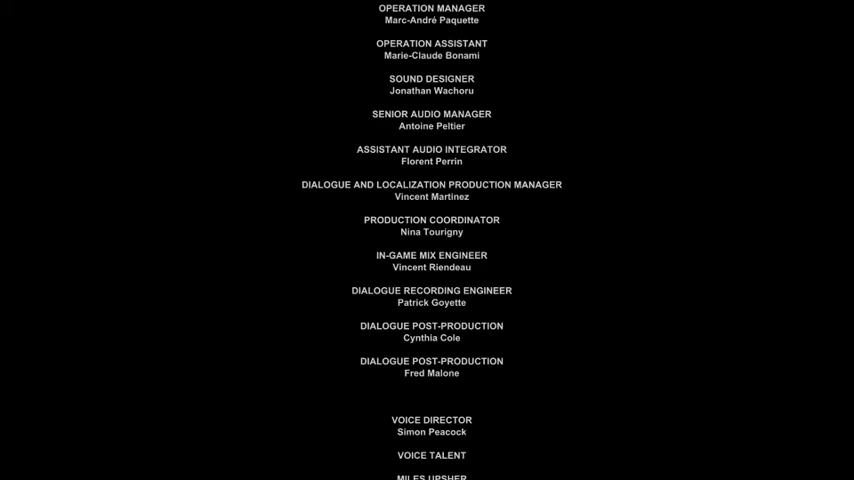 OPERATION MANAGER
Marc-André Paquette
OPERATION ASSISTANT
Marie-Claude Bonami
SOUND DESIGNER
Jonathan Wachoru
SENIOR AUDIO MANAGER
Antoine Peltier
ASSISTANT AUDIO INTEGRATOR
Florent Perrin
DIALOGUE AND LOCALIZATION PRODUCTION MANAGER
Vincent Martinez
PRODUCTION COORDINATOR
Nina Tourigny
IN-GAME MIX ENGINEER
Vincent Riendeau
DIALOGUE RECORDING ENGINEER
Patrick Goyette
DIALOGUE POST-PRODUCTION
Cynthia Cole
DIALOGUE POST-PRODUCTION
Fred Malone
VOICE DIRECTOR
Simon Peacock
VOICE TALENT
MILES UPSHER